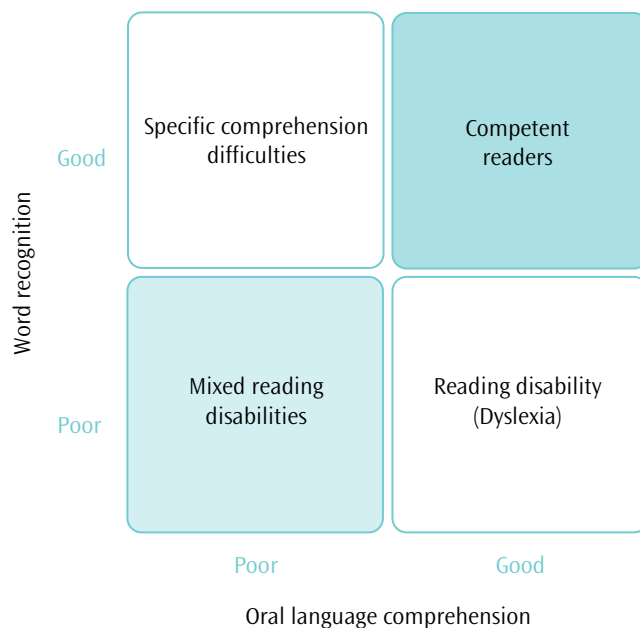 Specific comprehension
difficulties
Competent
readers
Good
Word recognition
Mixed reading
disabilities
Reading disability
(Dyslexia)
Poor
Poor
Good
Oral language comprehension